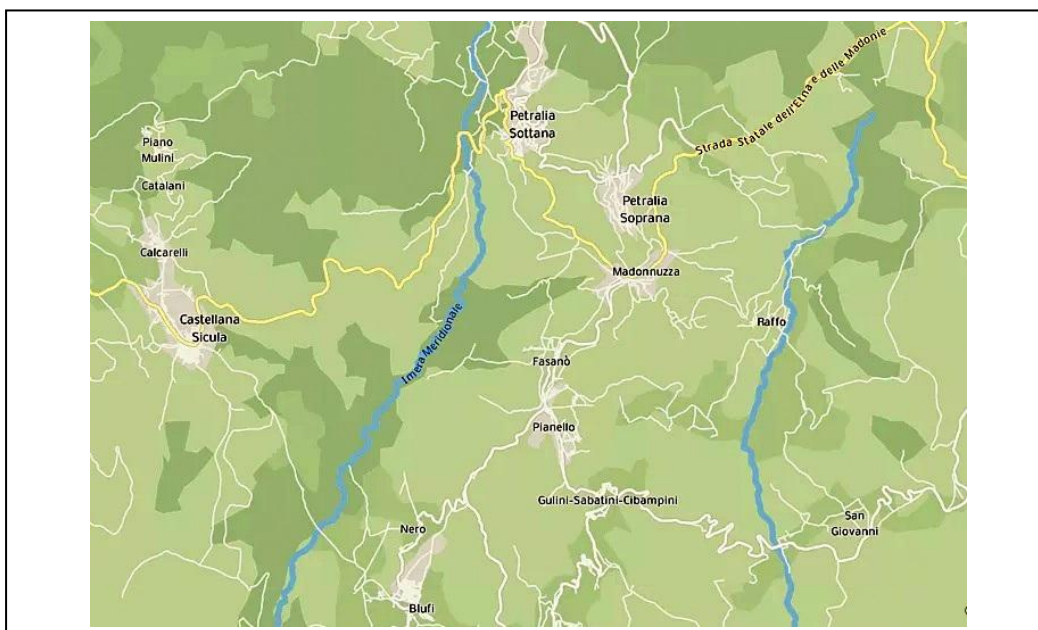 Strada Statale dell'Etna e delle Madonie
Petralia
Sottana
Piano
Mulini
Catalani
Petralia
Soprana
Calcarelli
Madonnuzza
Castellana
Sicula
Raffo
Imera Meridionale
Fasanò
Pianello
Gulini-Sabatini-Cibampini
San
Giovanni
Nero
Blufi